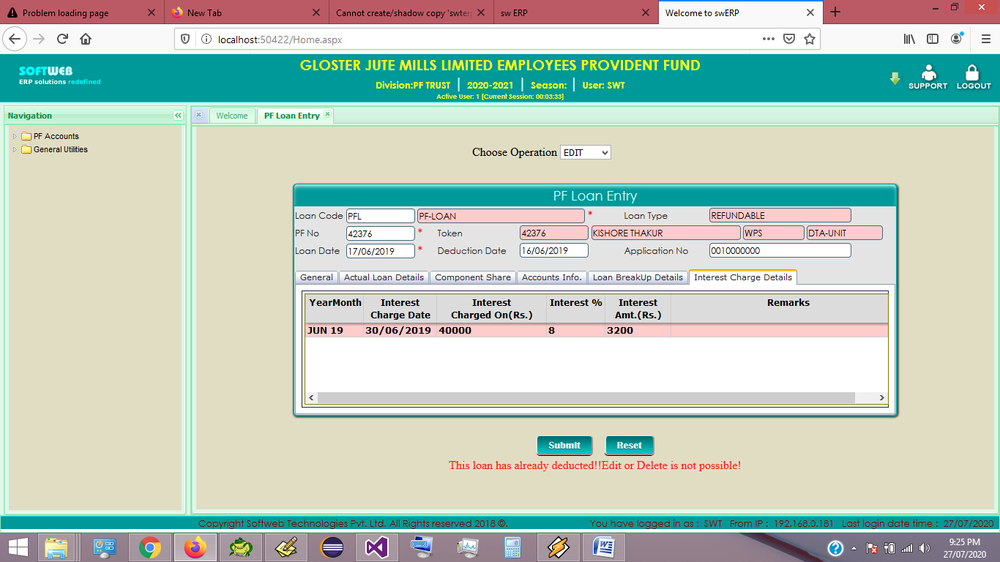 Problem loading page
New Tab
Cannot create/shadow copy 'swter
sw ERP
Welcome to swERP
localhost:50422/Home.aspx
SOFTWEB
ERP solutions redefined
GLOSTER JUTE MILLS LIMITED EMPLOYEES PROVIDENT FUND
Division:PF TRUST 2020-2021 Season: User: SWT
Active User: 1 [Current Session: 00:03:33]
SUPPORT LOGOUT
Navigation
Welcome PF Loan Entry
PF Accounts
General Utilities
Choose Operation EDIT
PF Loan Entry
Loan Code PFL PF-LOAN * Loan Type REFUNDABLE
PF No 42376 * Token 42376 KISHORE THAKUR WPS DTA-UNIT
Loan Date 17/06/2019 * Deduction Date 16/06/2019 Application No 0010000000
General Actual Loan Details Component Share Accounts Info. Loan BreakUp Details Interest Charge Details
YearMonth Interest Charge Date Interest Charged On(Rs.) Interest % Interest Amt.(Rs.) Remarks
JUN 19 30/06/2019 40000 8 3200
Submit Reset
This loan has already deducted!!Edit or Delete is not possible!
Copyright Softweb Technologies Pvt. Ltd. All Rights reserved 2018 ©. You have logged in as : SWT From IP : 192.168.0.181 Last login date time : 27/07/2020
9:25 PM
27/07/2020